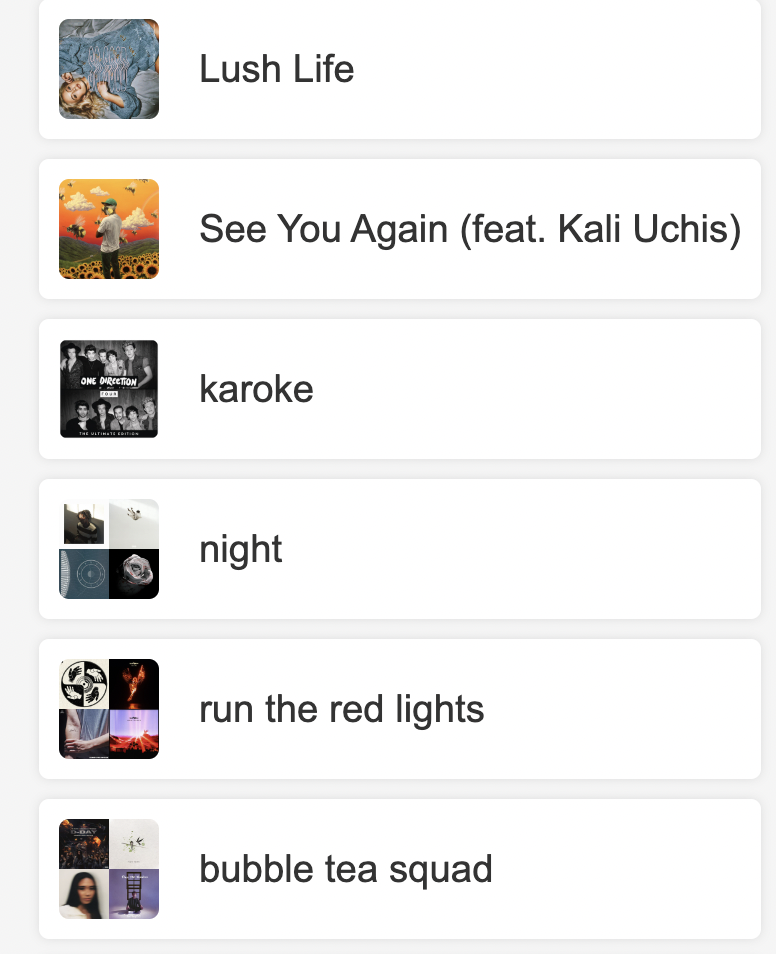 Lush Life
See You Again (feat. Kali Uchis)
ONE DIRECTION
FOUR
THE ULTIMATE EDITION
karoke
night
run the red lights
bubble tea squad